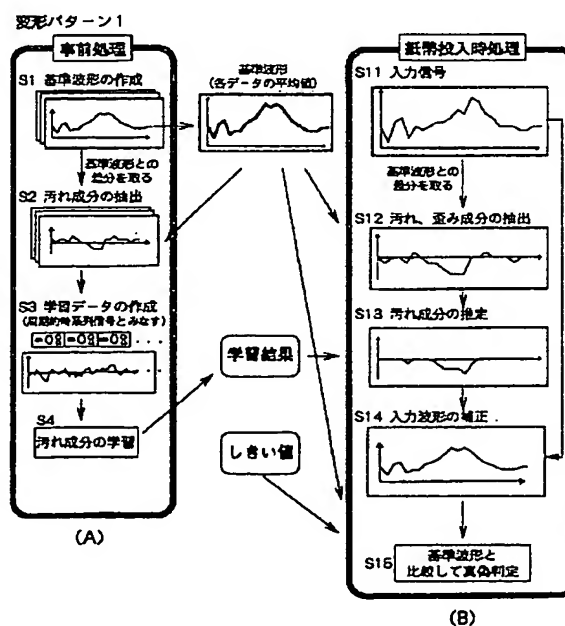 変形パターン1
事前処理
S1 基準波形の作成
基準波形との
差分を取る
S2 汚れ成分の抽出
S3 学習データの作成
(周期的時系列信号とみなす)
S4
汚れ成分の学習
(A)
基準波形
(各データの平均値)
学習結果
しきい値
紙幣投入時処理
S11 入力信号
基準波形との
差分を取る
S12 汚れ、歪み成分の抽出
S13 汚れ成分の推定
S14 入力波形の補正
S15
基準波形と
比較して真偽判定
(B)